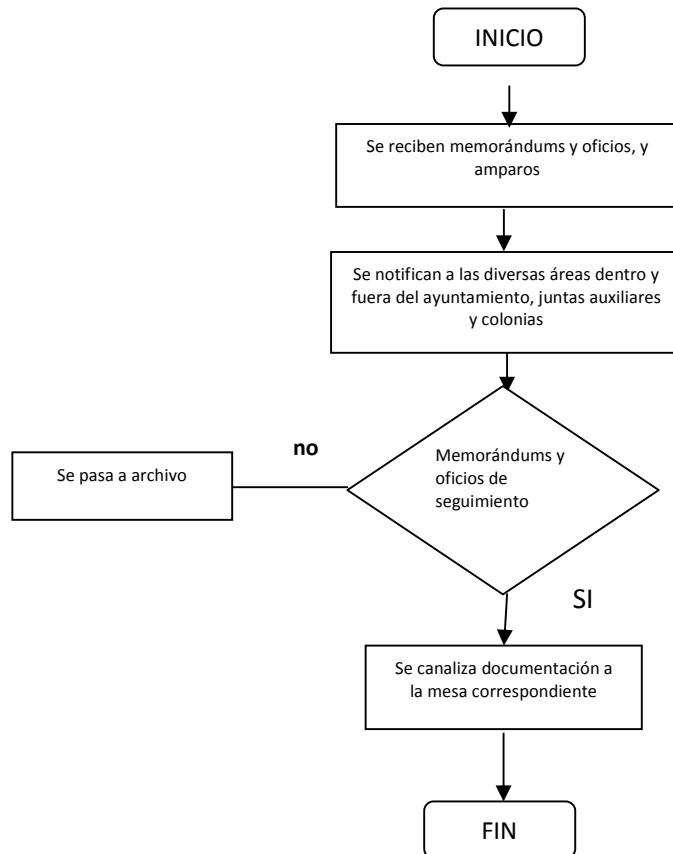 INICIO
Se reciben memorándums y oficios, y
amparos
Se notifican a las diversas áreas dentro y
fuera del ayuntamiento, juntas auxiliares
y colonias
no
Memorándums y
oficios de
seguimiento
Se pasa a archivo
SI
Se canaliza documentación a
la mesa correspondiente
FIN